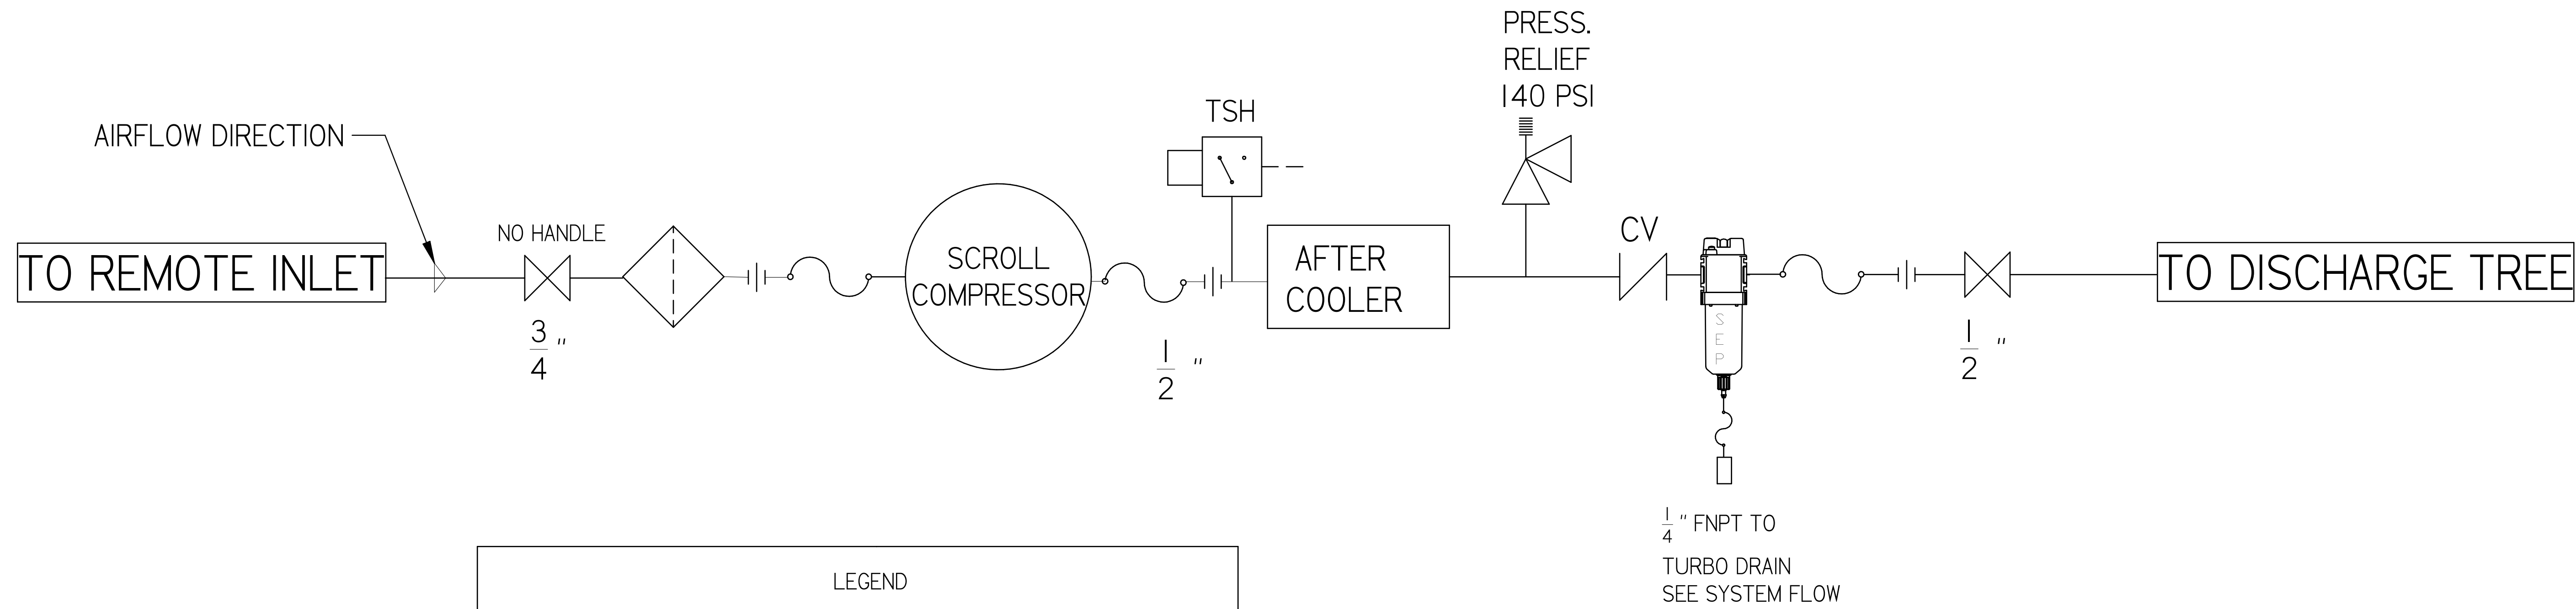 PRESS.
RELIEF
140 PSI
TSH
AIRFLOW DIRECTION
NO HANDLE
CV
TO REMOTE INLET
SCROLL
COMPRESSOR
AFTER
COOLER
TO DISCHARGE TREE
S
E
P
3/4 "
1/2 "
1/2 "
1/4 " FNPT TO
TURBO DRAIN
SEE SYSTEM FLOW
LEGEND